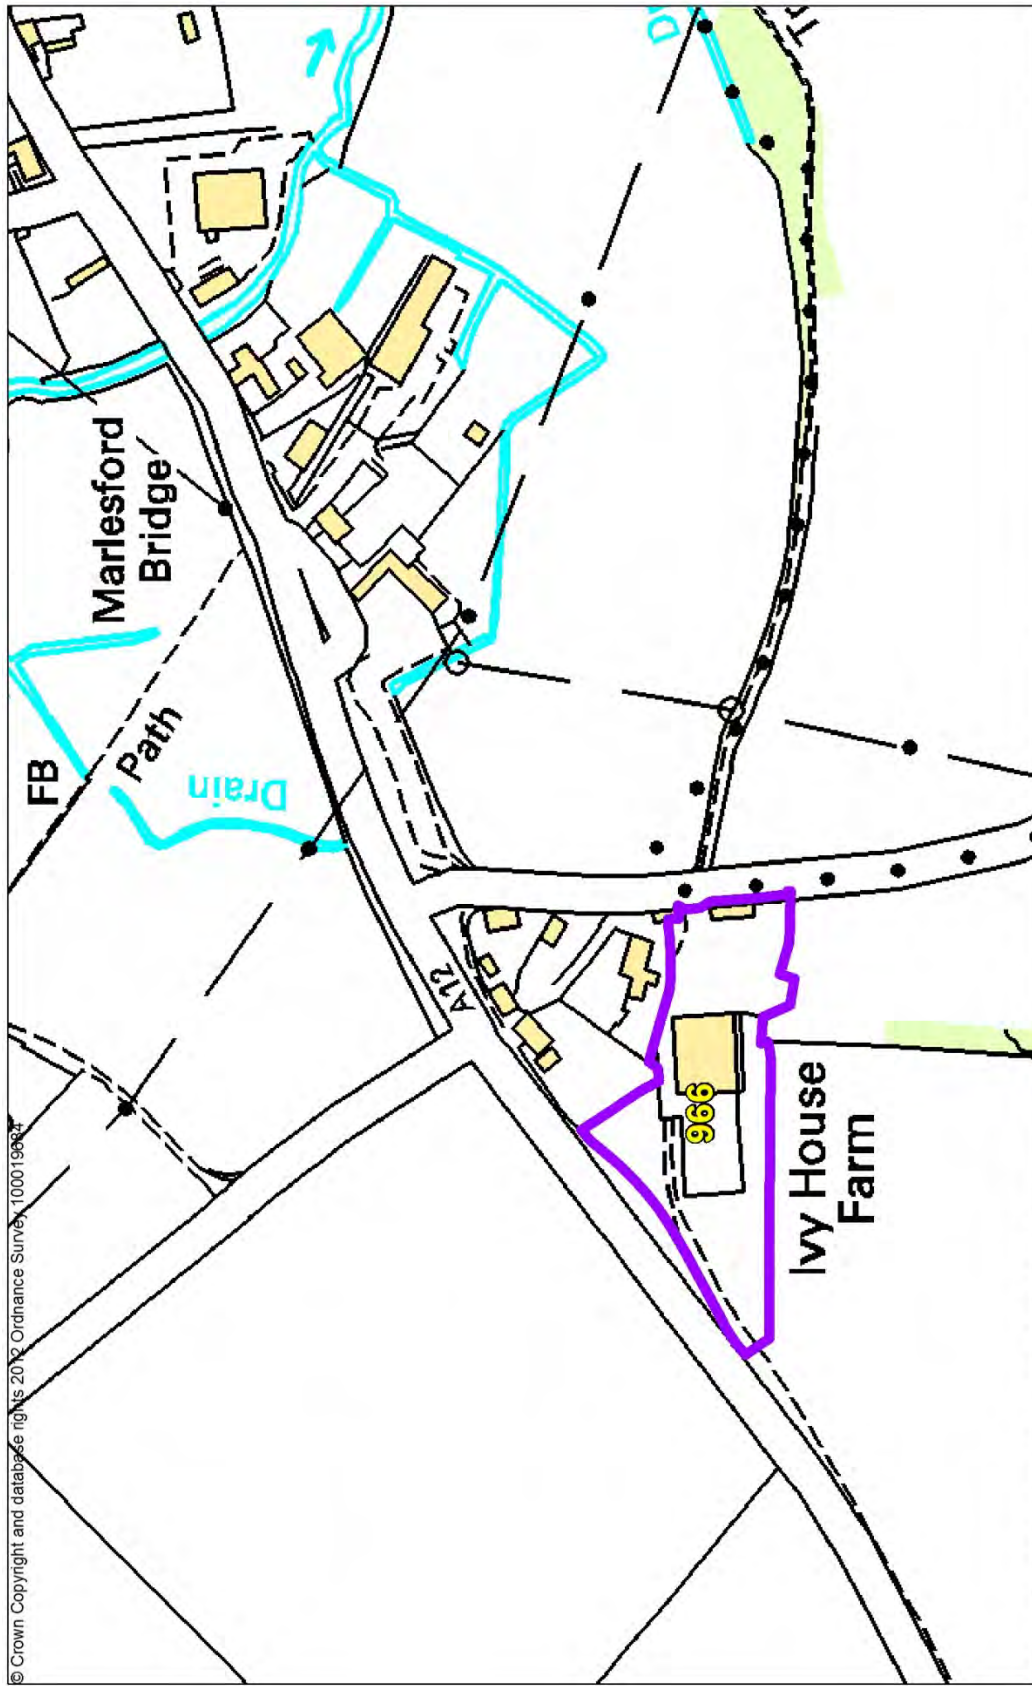 © Crown Copyright and database rights 2012 Ordnance Survey 100019684
FB
Path
Drain
Marlesford
Bridge
A12
966
Ivy House
Farm